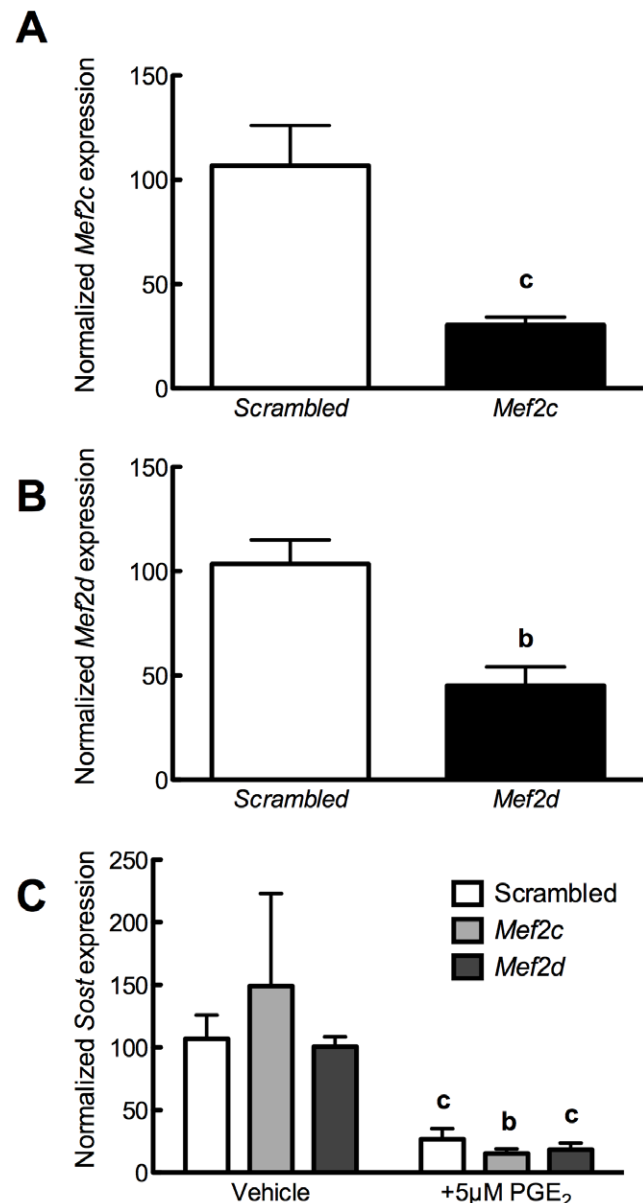 A
Normalized Mef2c expression
150
100
50
0
c
Scrambled
Mef2c
B
Normalized Mef2d expression
150
100
50
0
b
Scrambled
Mef2d
C
Normalized Sost expression
250
200
150
100
50
0
Scrambled
Mef2c
Mef2d
c
b
c
Vehicle
+5µM PGE₂